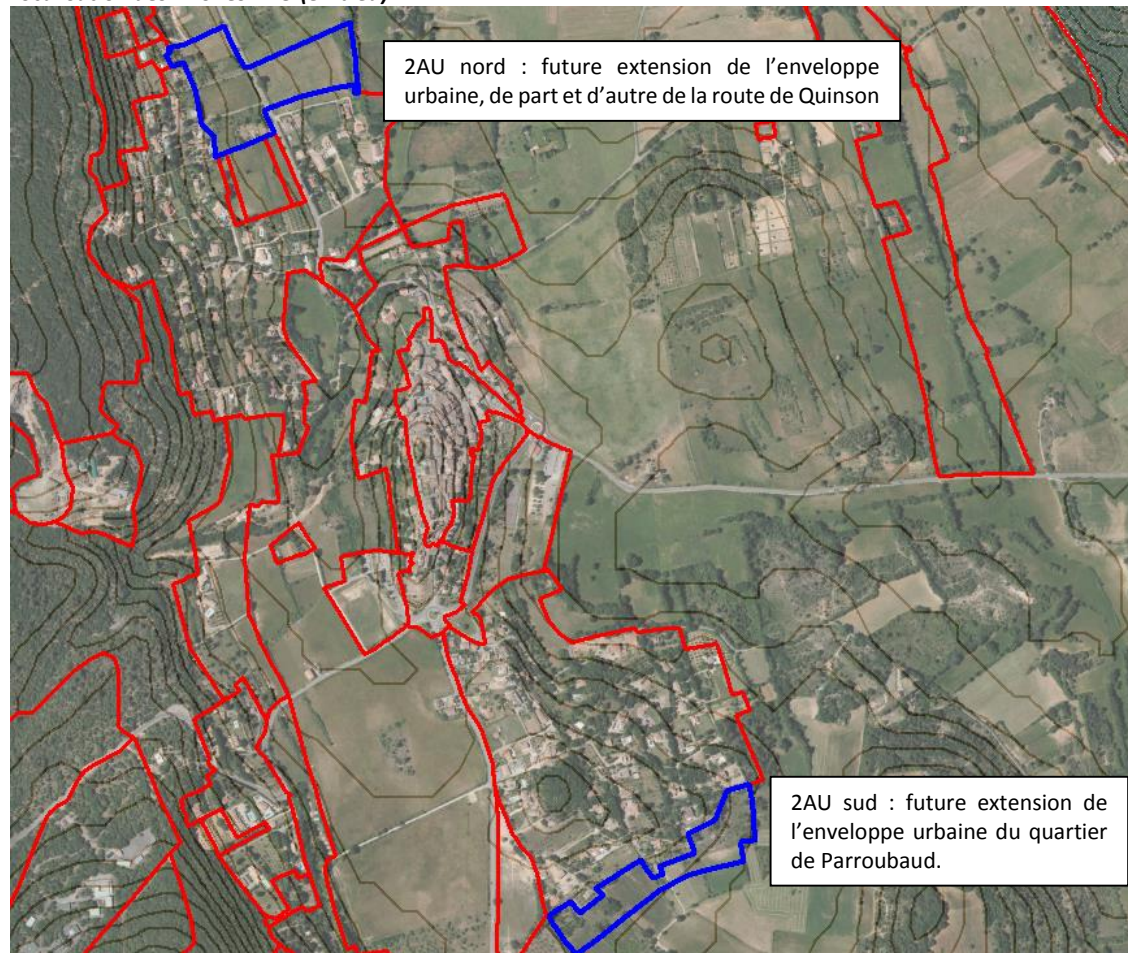 2AU nord : future extension de l’enveloppe
urbaine, de part et d’autre de la route de Quinson
2AU sud : future extension de
l’enveloppe urbaine du quartier
de Parroubaud.